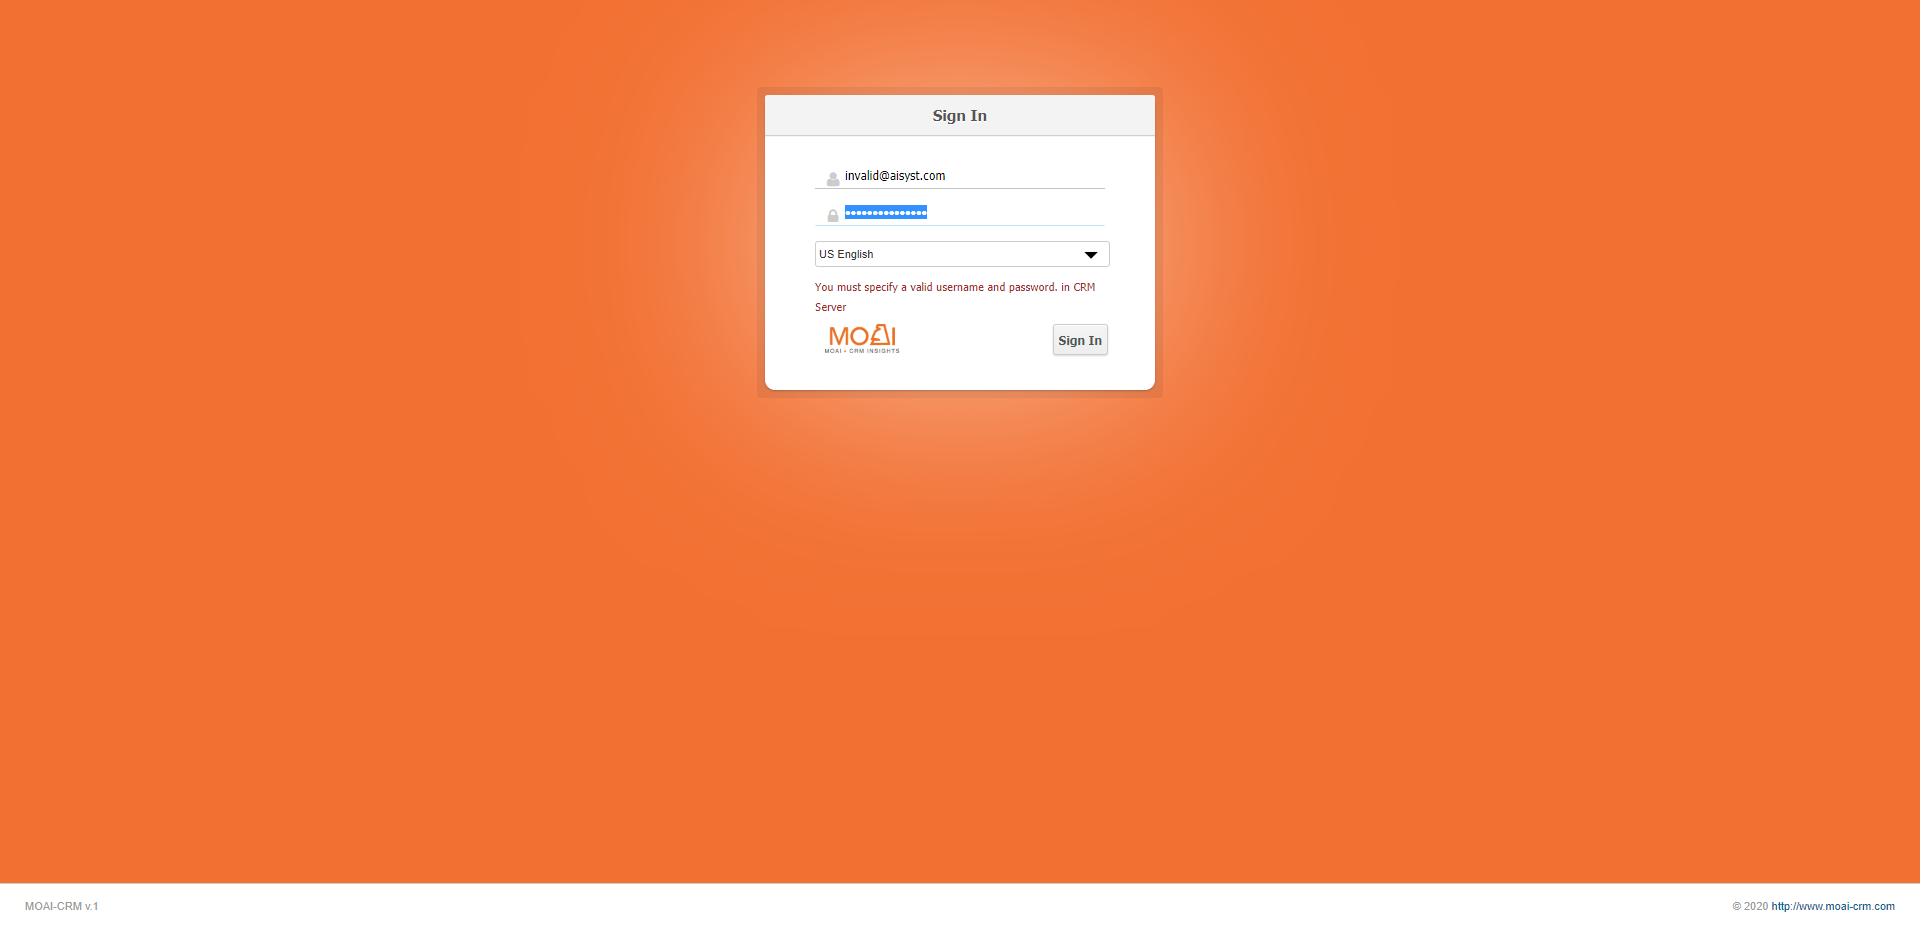 Sign In
invalid@aisyst.com
•••••••••••••••
US English
You must specify a valid username and password. in CRM
Server
MOAI
MOAI • CRM INSIGHTS
Sign In
MOAI-CRM v.1
© 2020 http://www.moai-crm.com